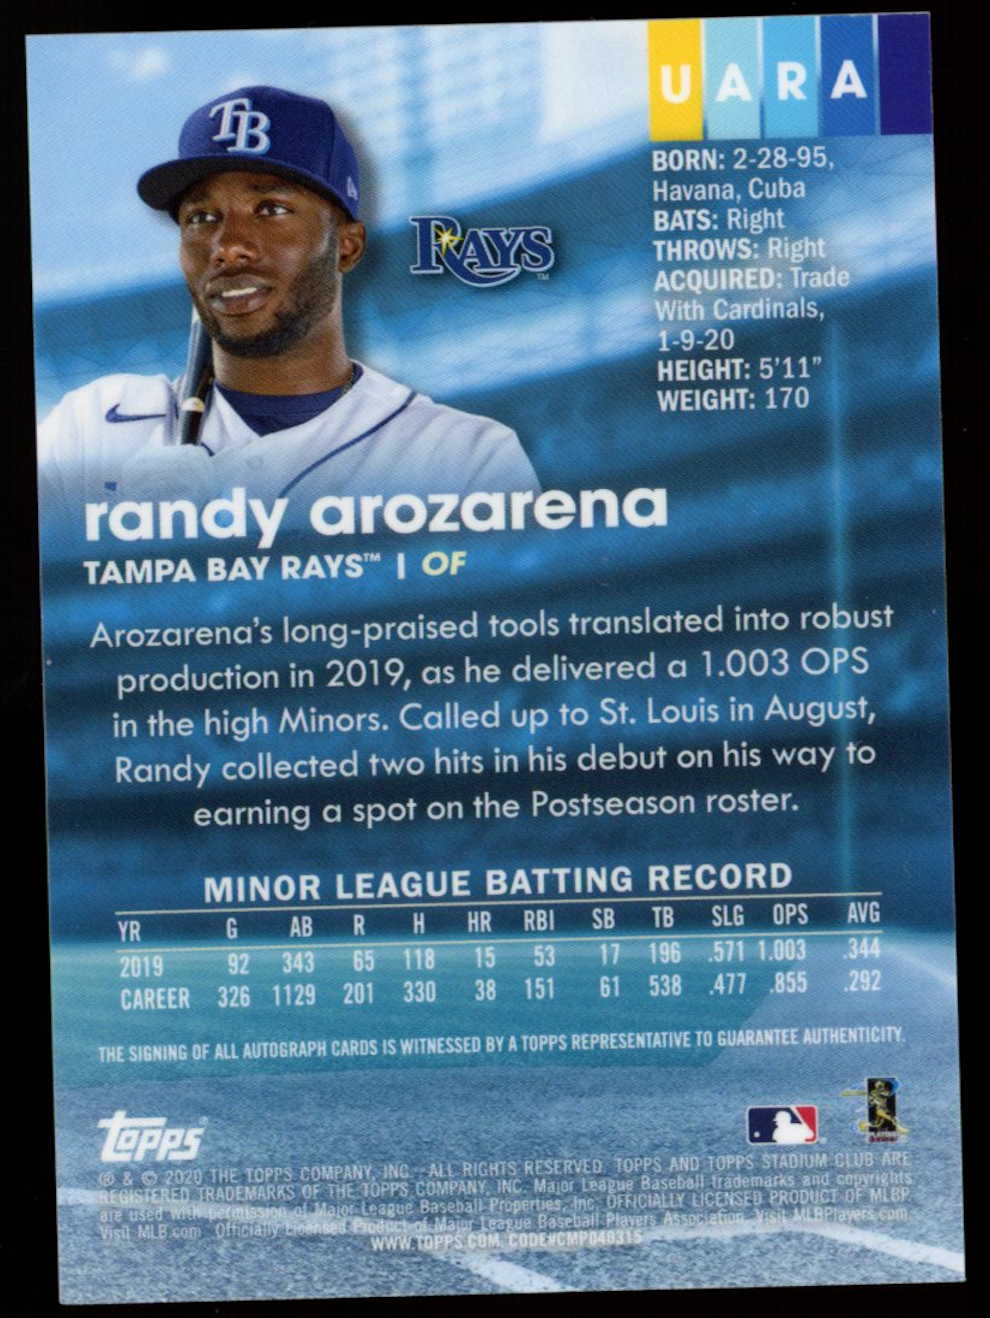 UARA
TB
RAYS™
BORN: 2-28-95,
Havana, Cuba
BATS: Right
THROWS: Right
ACQUIRED: Trade
With Cardinals,
1-9-20
HEIGHT: 5'11"
WEIGHT: 170
randy arozarena
TAMPA BAY RAYS™ | OF
Arozarena's long-praised tools translated into robust
production in 2019, as he delivered a 1.003 OPS
in the high Minors. Called up to St. Louis in August,
Randy collected two hits in his debut on his way to
earning a spot on the Postseason roster.
MINOR LEAGUE BATTING RECORD
YR G AB R H HR RBI SB TB SLG OPS AVG
2019 92 343 65 118 15 53 17 196 .571 1.003 .344
CAREER 326 1129 201 330 38 151 61 538 .477 .855 .292
THE SIGNING OF ALL AUTOGRAPH CARDS IS WITNESSED BY A TOPPS REPRESENTATIVE TO GUARANTEE AUTHENTICITY.
topps®
® & © 2020 THE TOPPS COMPANY, INC. ALL RIGHTS RESERVED. TOPPS AND TOPPS STADIUM CLUB ARE
REGISTERED TRADEMARKS OF THE TOPPS COMPANY, INC. Major League Baseball trademarks and copyrights
are used with permission of Major League Baseball Properties, Inc. OFFICIALLY LICENSED PRODUCT OF MLBP.
Visit MLB.com. Officially Licensed Product of Major League Baseball Players Association. Visit MLBPlayers.com
WWW.TOPPS.COM CODE#CMP040315